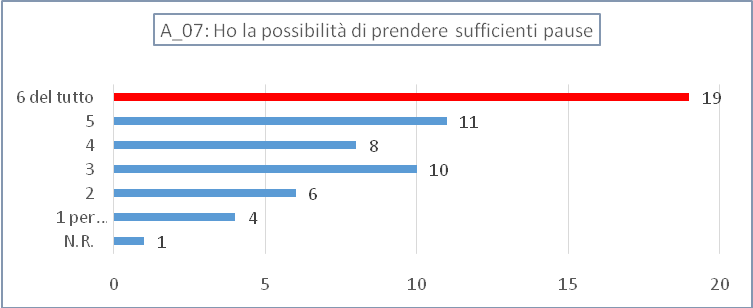 A_07: Ho la possibilità di prendere sufficienti pause
6 del tutto 19
5 11
4 8
3 10
2 6
1 per... 4
N.R. 1
0 5 10 15 20